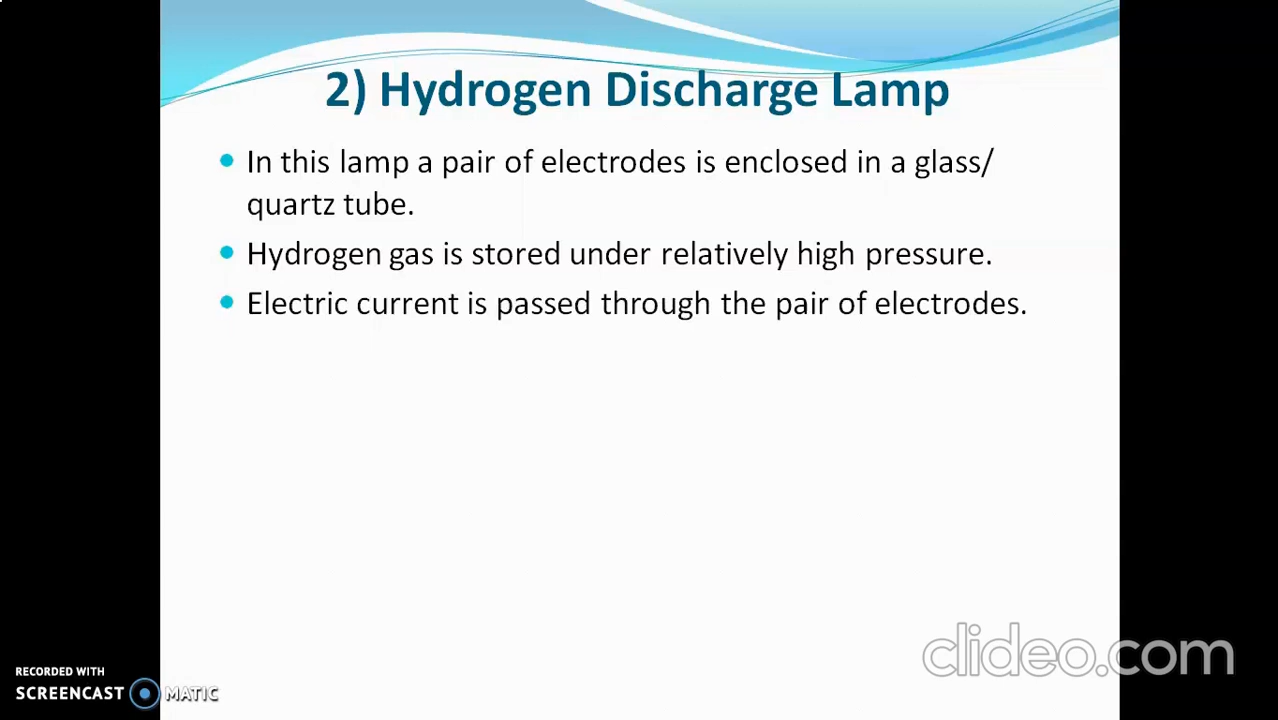 2) Hydrogen Discharge Lamp
In this lamp a pair of electrodes is enclosed in a glass/
quartz tube.
Hydrogen gas is stored under relatively high pressure.
Electric current is passed through the pair of electrodes.
clideo.com
RECORDED WITH
SCREENCAST MATIC